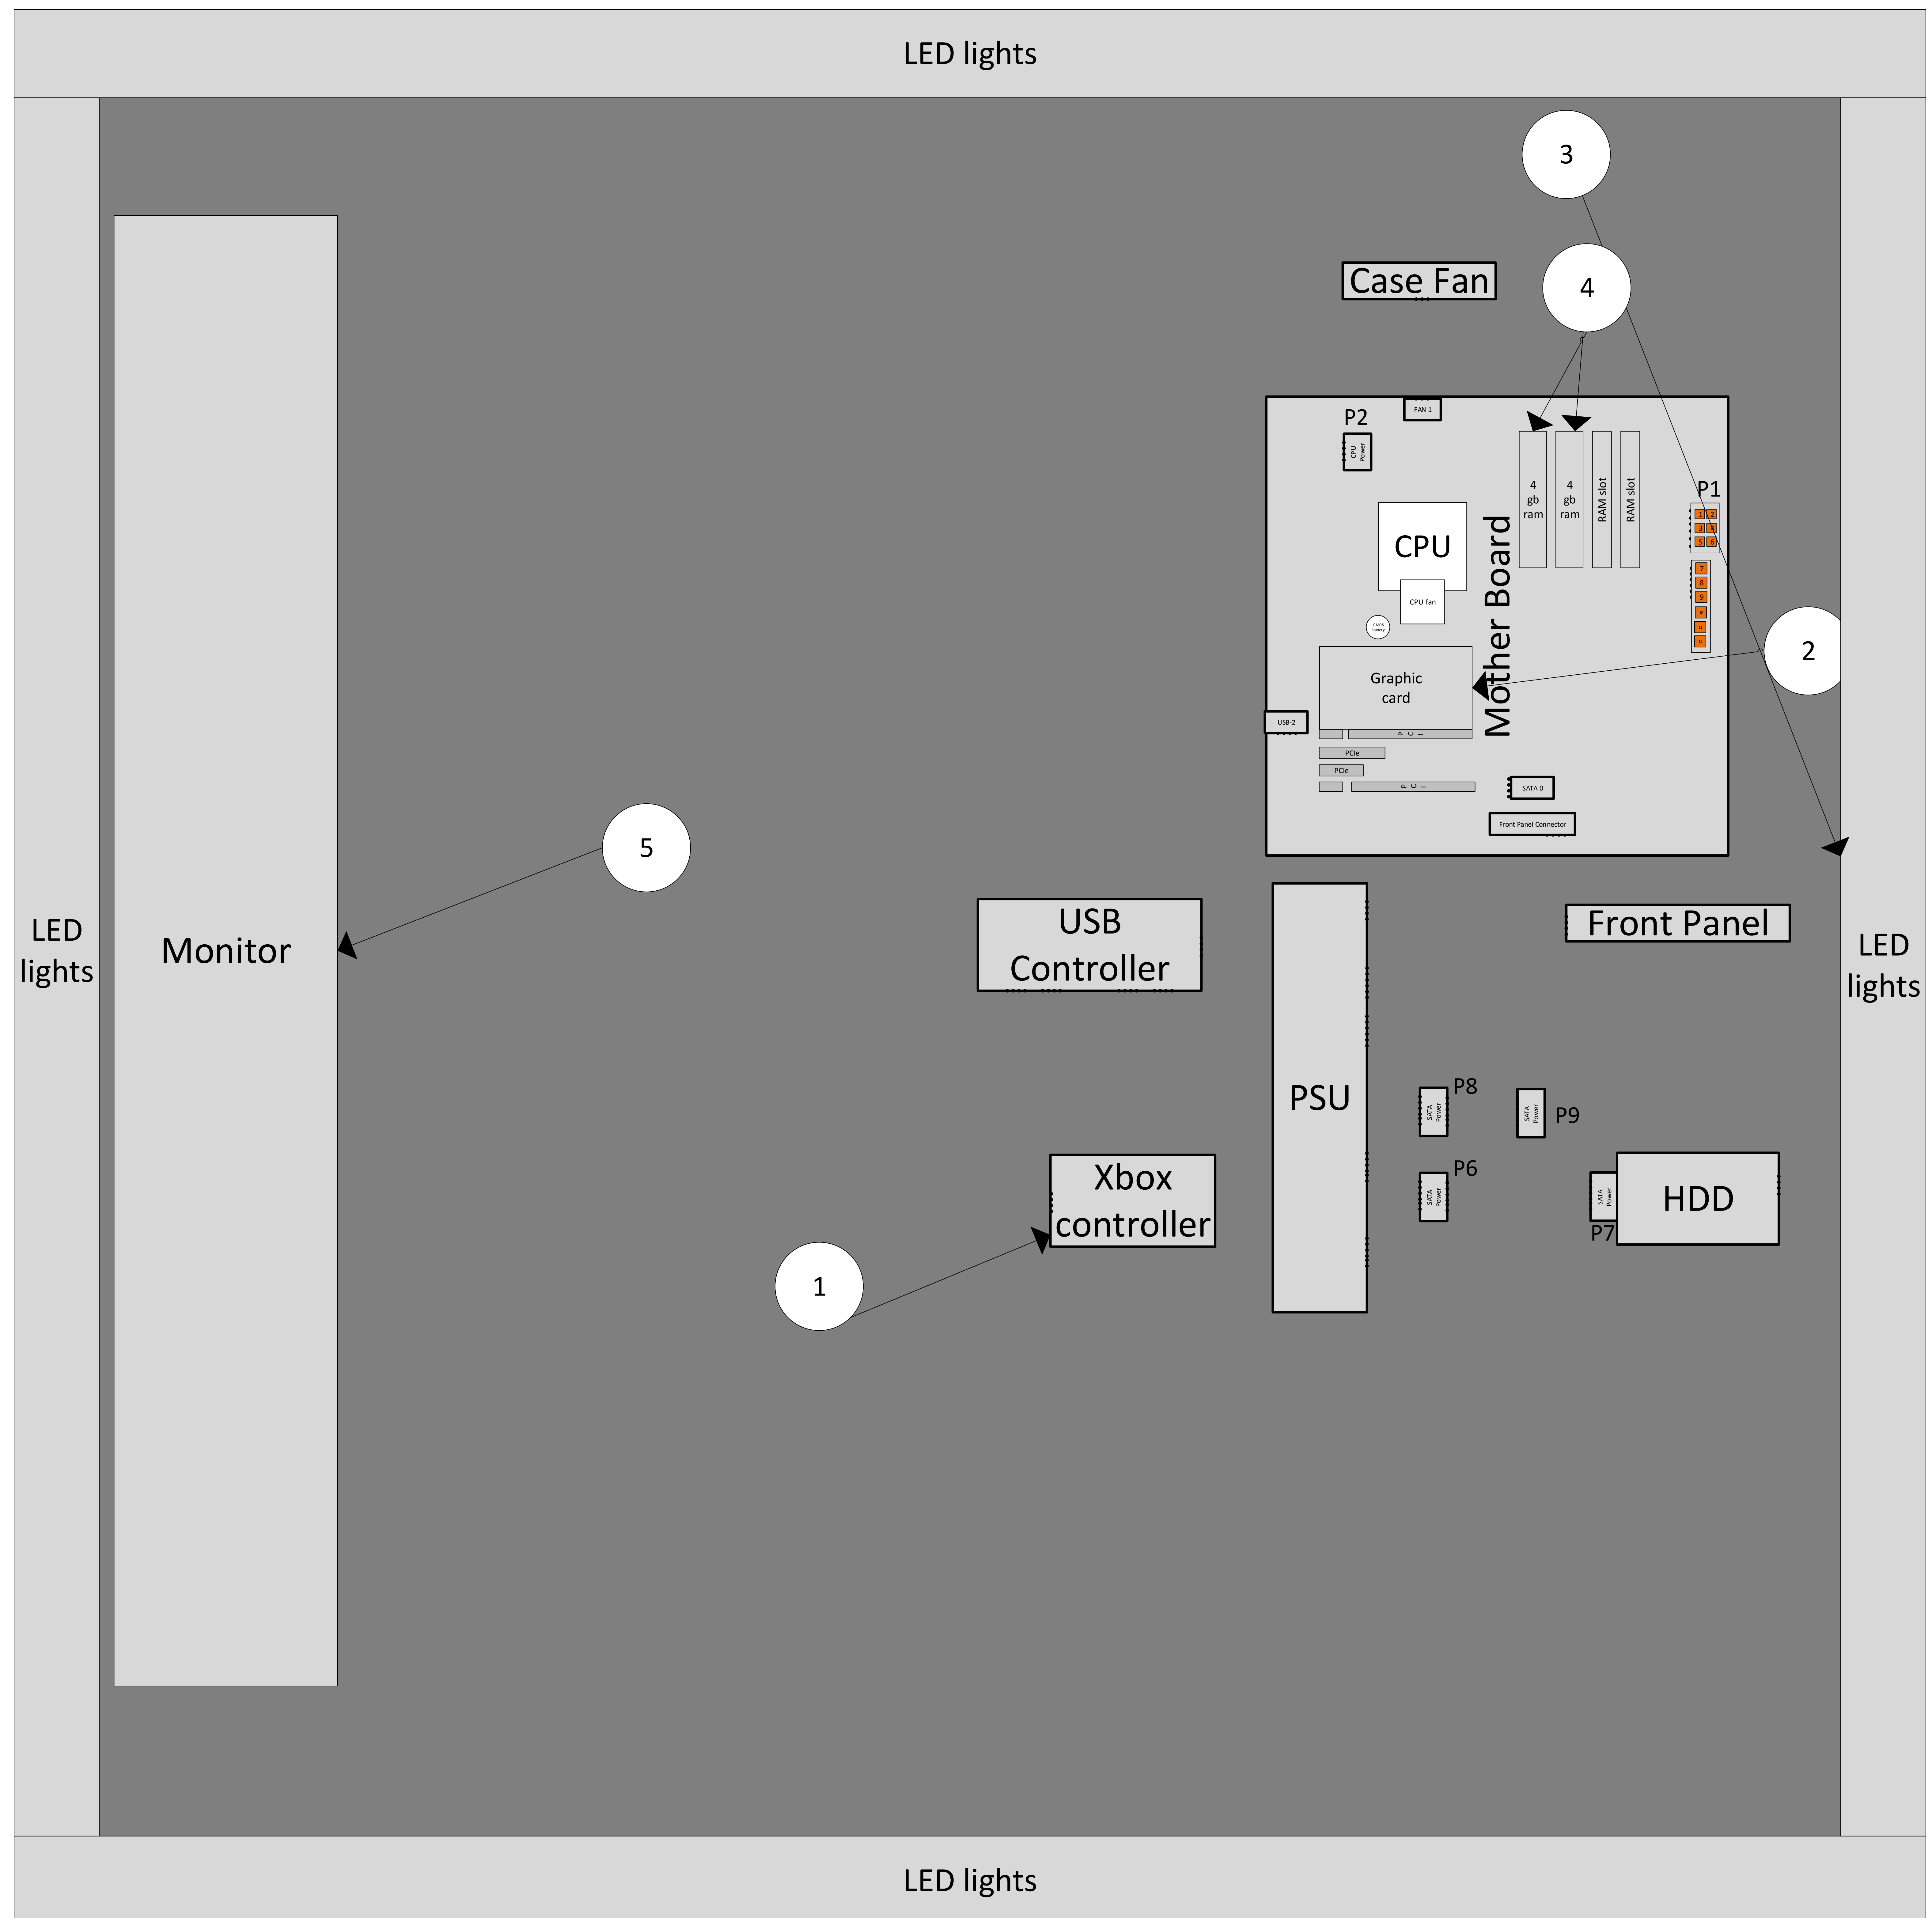 LED lights
3
4
Case Fan
P2
FAN 1
CPU
Power
4
gb
ram
4
gb
ram
RAM slot
RAM slot
P1
1 2
3 4
5 6
7
8
9
CPU
CPU fan
CMOS
battery
Mother Board
2
Graphic
card
USB-2
P C I
PCIe
PCIe
P C I
SATA 0
Front Panel Connector
5
LED
lights
Monitor
USB
Controller
Front Panel
LED
lights
PSU
P8
SATA
Power
SATA
Power
P9
P6
SATA
Power
Xbox
controller
SATA
Power
P7
HDD
1
LED lights